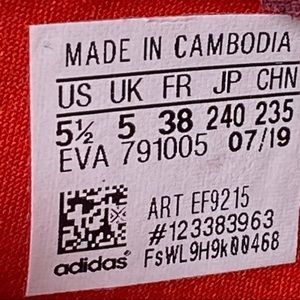 MADE IN CAMBODIA
US UK FR JP CHN
5½ 5 38 240 235
EVA 791005 07/19
ART EF9215
#123383963
FsWL9H9k00468
adidas